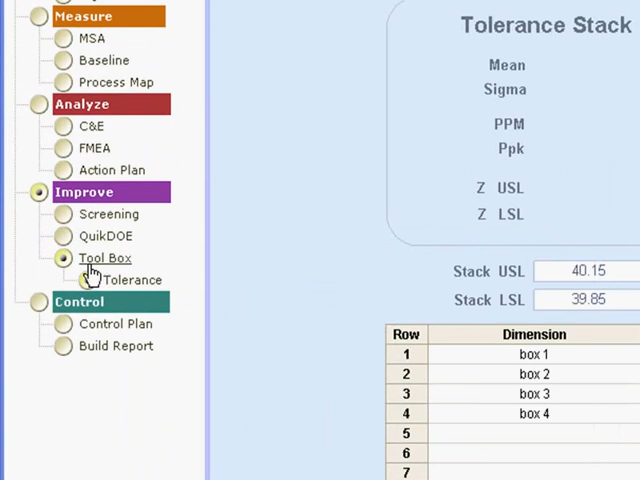 Measure
MSA
Baseline
Process Map
Analyze
C&E
FMEA
Action Plan
Improve
Screening
QuikDOE
Tool Box
Tolerance
Control
Control Plan
Build Report
Tolerance Stack
Mean
Sigma
PPM
Ppk
Z USL
Z LSL
Stack USL 40.15
Stack LSL 39.85
Row Dimension
1 box 1
2 box 2
3 box 3
4 box 4
5
6
7